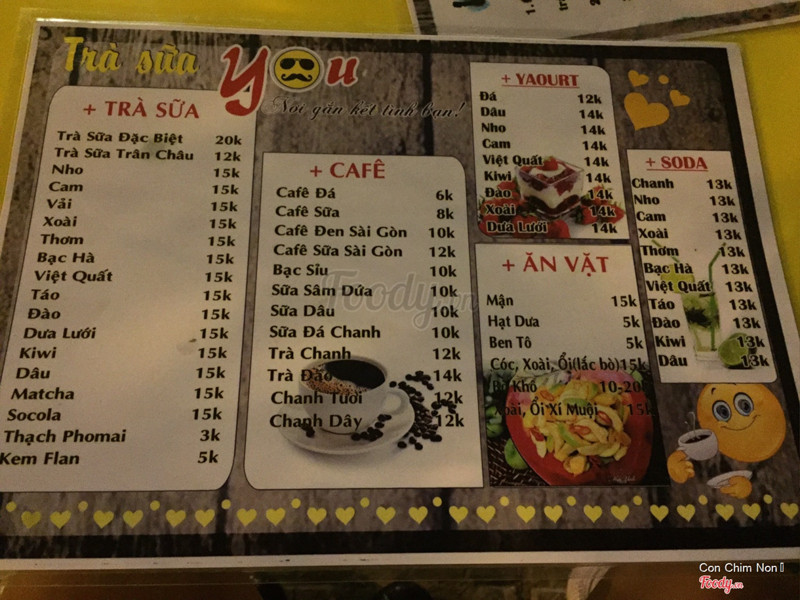 Trà sữa You
Nơi gắn kết tình bạn!
+ TRÀ SỮA
Trà Sữa Đặc Biệt 20k
Trà Sữa Trân Châu 12k
Nho 15k
Cam 15k
Vải 15k
Xoài 15k
Thơm 15k
Bạc Hà 15k
Việt Quất 15k
Táo 15k
Đào 15k
Dưa Lưới 15k
Kiwi 15k
Dâu 15k
Matcha 15k
Socola 15k
Thạch Phomai 3k
Kem Flan 5k
+ CAFÊ
Cafê Đá 6k
Cafê Sữa 8k
Cafê Đen Sài Gòn 10k
Cafê Sữa Sài Gòn 12k
Bạc Sỉu 10k
Sữa Sâm Dứa 10k
Sữa Dâu 10k
Sữa Đá Chanh 10k
Trà Chanh 12k
Trà Đào 14k
Chanh Tươi 12k
Chanh Dây 12k
+ YAOURT
Đá 12k
Dâu 14k
Nho 14k
Cam 14k
Việt Quất 14k
Kiwi 14k
Đào 14k
Xoài 14k
Dưa Lưới 14k
+ ĂN VẶT
Mận 15k
Hạt Dưa 5k
Ben Tô 5k
Cóc, Xoài, Ổi(lắc bò) 15k
Bò Khô 10-20
Xoài, Ổi Xí Muội 15k
+ SODA
Chanh 13k
Nho 13k
Cam 13k
Xoài 13k
Thơm 13k
Bạc Hà 13k
Việt Quất 13k
Táo 13k
Đào 13k
Kiwi 13k
Dâu 13k
Foody.vn
Con Chim Non
Foody.vn